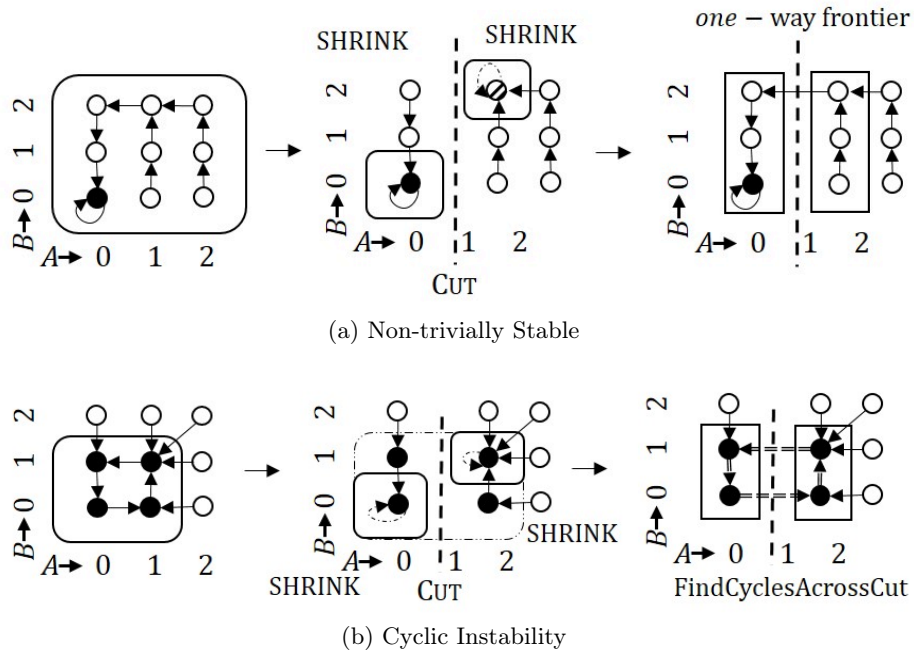 one – way frontier
SHRINK SHRINK
2 2 2
1 1 1
B→0 B→0 B→0
A→ 0 1 2 A→ 0 1 2 A→ 0 1 2
CUT
(a) Non-trivially Stable
2 2 2
1 1 1
B→0 B→0 B→0
SHRINK
A→ 0 1 2 A→ 0 1 2 A→ 0 1 2
SHRINK CUT FindCyclesAcrossCut
(b) Cyclic Instability